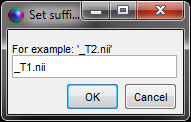 Set suffi...
For example: '_T2.nii'
_T1.nii
OK
Cancel